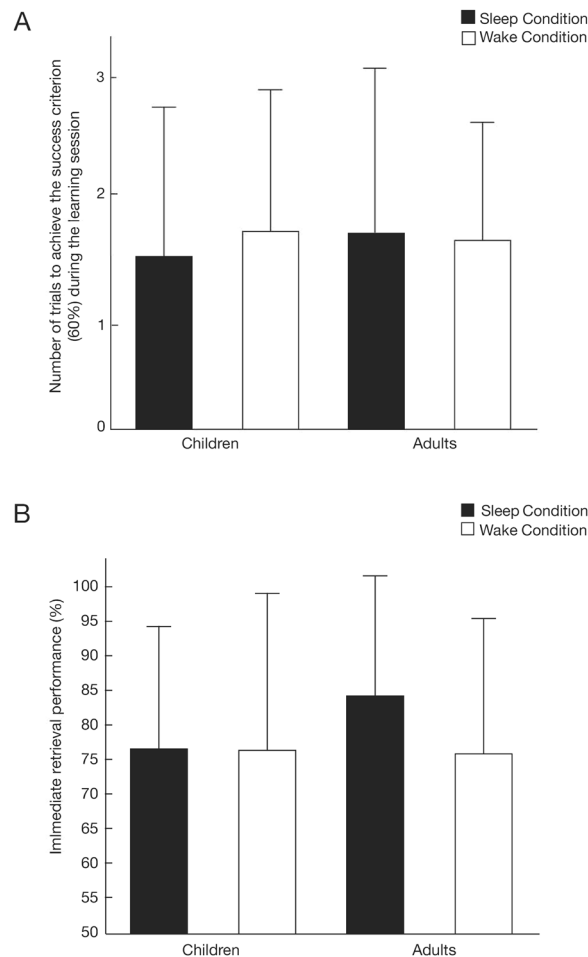 A
Sleep Condition
Wake Condition
Number of trials to achieve the success criterion
(60%) during the learning session
3
2
1
0
Children
Adults
B
Sleep Condition
Wake Condition
Imlmediate retrieval performance (%)
100
95
90
85
80
75
70
65
60
55
50
Children
Adults